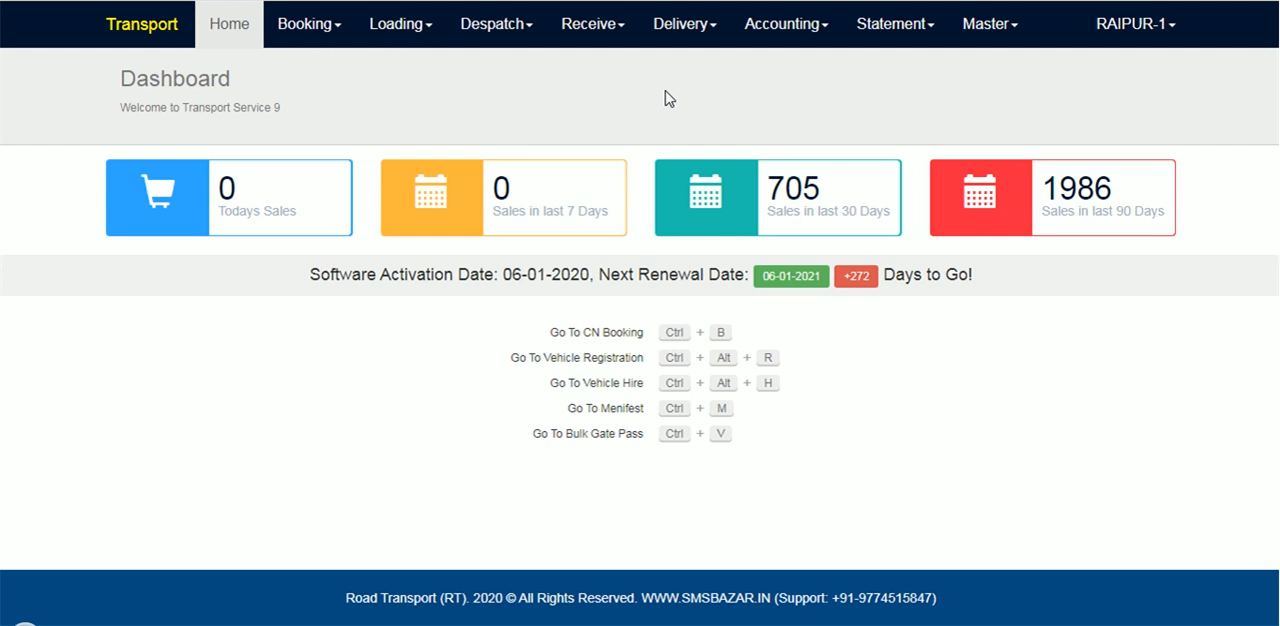 Transport Home Booking Loading Despatch Receive Delivery Accounting Statement Master RAIPUR-1
Dashboard
Welcome to Transport Service 9
0
Todays Sales
0
Sales in last 7 Days
705
Sales in last 30 Days
1986
Sales in last 90 Days
Software Activation Date: 06-01-2020, Next Renewal Date: 06-01-2021 +272 Days to Go!
Go To CN Booking Ctrl + B
Go To Vehicle Registration Ctrl + Alt + R
Go To Vehicle Hire Ctrl + Alt + H
Go To Menifest Ctrl + M
Go To Bulk Gate Pass Ctrl + V
Road Transport (RT). 2020 © All Rights Reserved. WWW.SMSBAZAR.IN (Support: +91-9774515847)